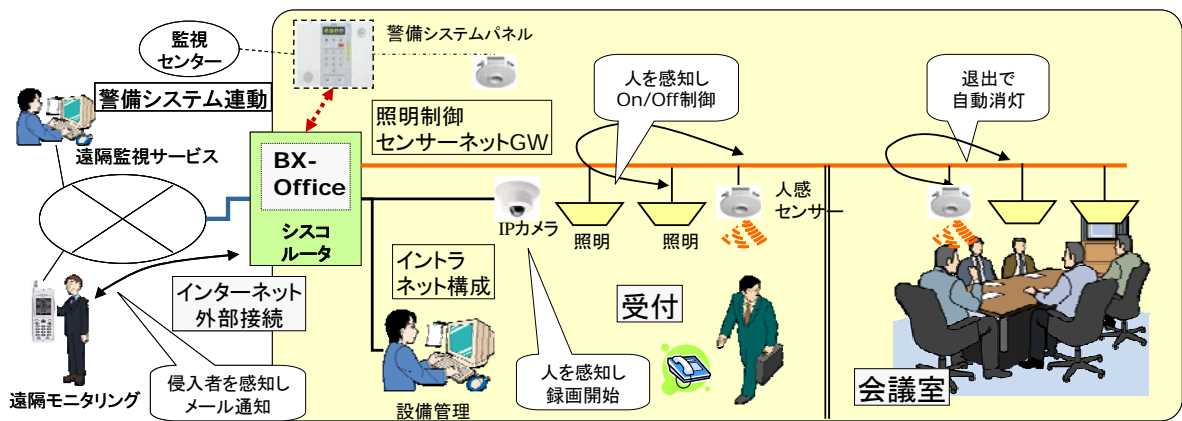 監視
センター
警備システムパネル
警備システム連動
遠隔監視サービス
照明制御
センサーネットGW
人を感知し
On/Off制御
退出で
自動消灯
BX-
Office
シスコ
ルータ
IPカメラ
照明
照明
人感
センサー
イントラ
ネット構成
インターネット
外部接続
受付
会議室
侵入者を感知し
メール通知
遠隔モニタリング
設備管理
人を感知し
録画開始